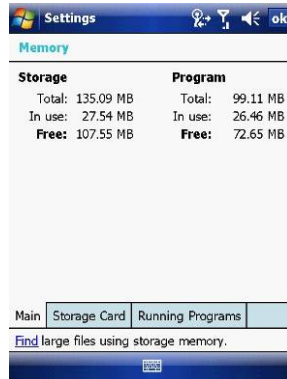 Settings ok
Memory
Storage Program
Total: 135.09 MB Total: 99.11 MB
In use: 27.54 MB In use: 26.46 MB
Free: 107.55 MB Free: 72.65 MB
Main Storage Card Running Programs
Find large files using storage memory.